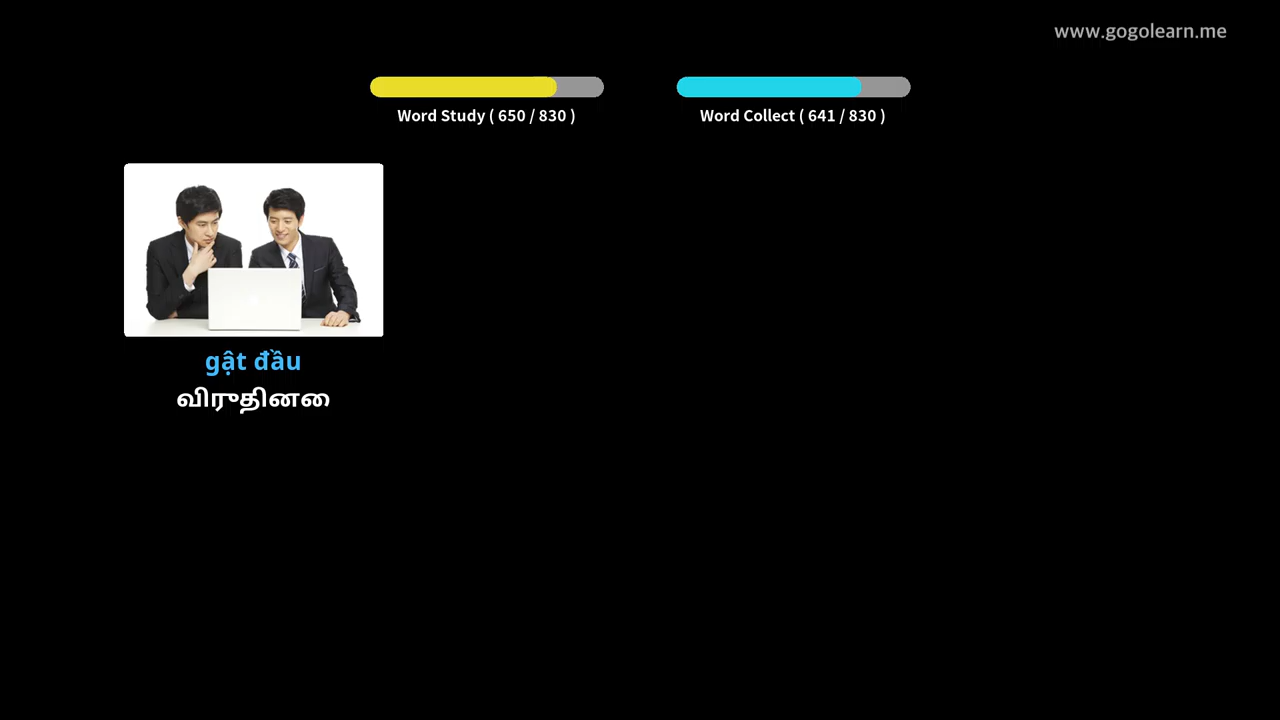 www.gogolearn.me
Word Study ( 650 / 830 )
Word Collect ( 641 / 830 )
gật đầu
விருதினை